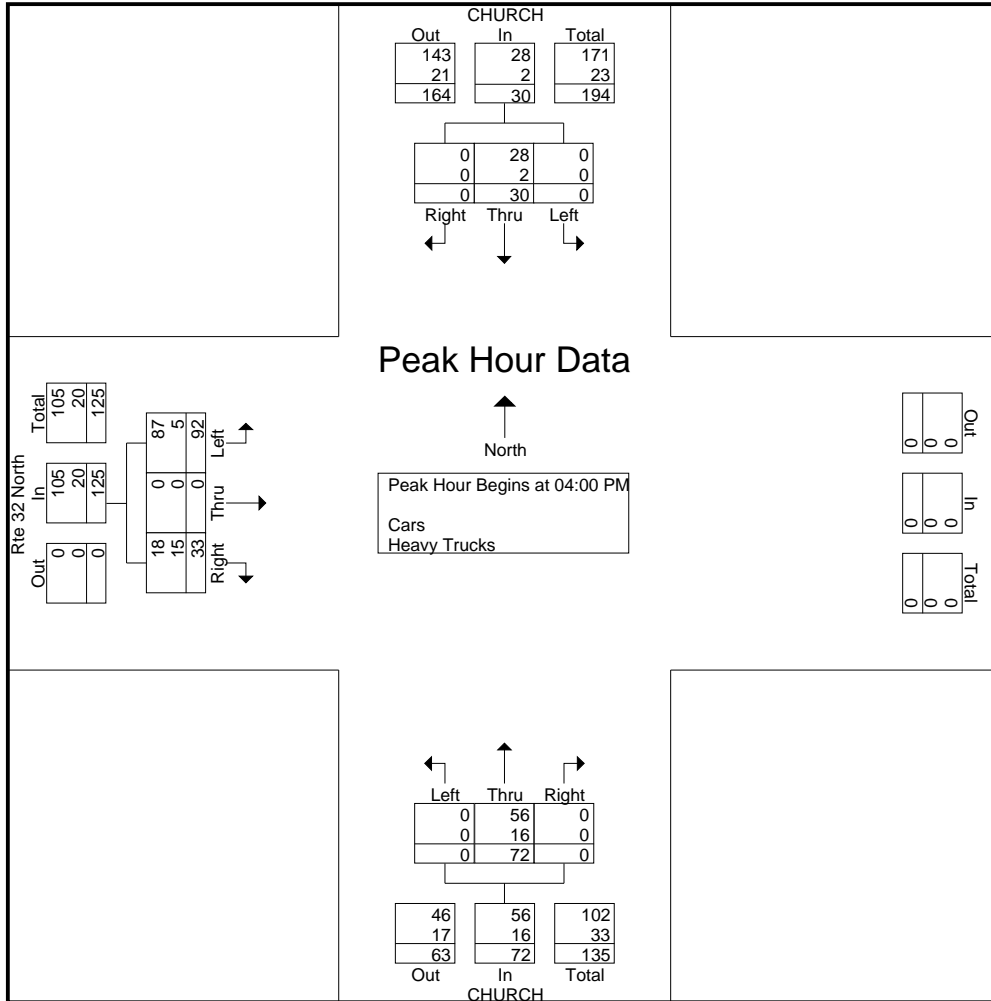 CHURCH
Out In Total
143 28 171
21 2 23
164 30 194
0 28 0
0 2 0
0 30 0
Right Thru Left
Peak Hour Data
North
Peak Hour Begins at 04:00 PM
Cars
Heavy Trucks
Rte 32 North
Total
105
20
125
In
105
20
125
Out
0
0
0
Left
87
5
92
Thru
0
0
0
Right
18
15
33
Out
0
0
0
In
0
0
0
Total
0
0
0
Left Thru Right
0 56 0
0 16 0
0 72 0
46 56 102
17 16 33
63 72 135
Out In Total
CHURCH